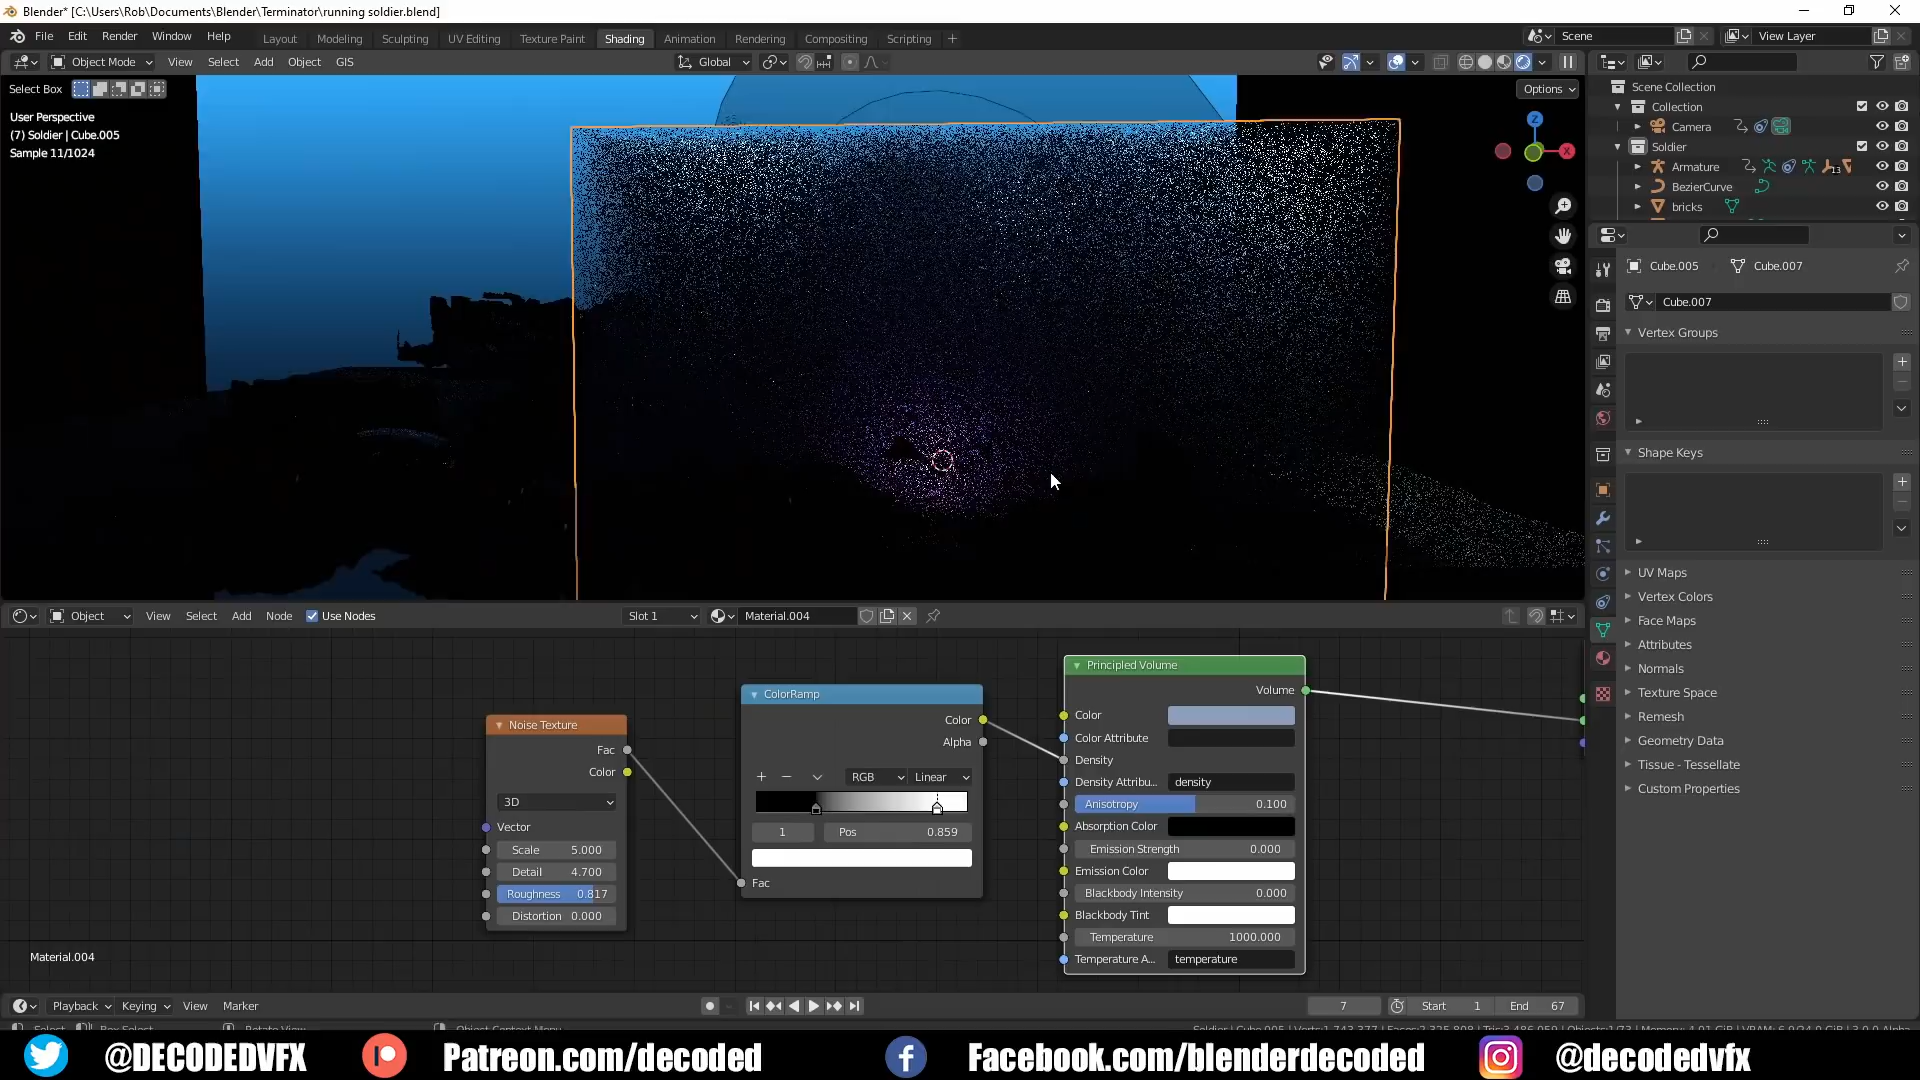 Blender* [C:\Users\Rob\Documents\Blender\Terminator\running soldier.blend]
File Edit Render Window Help Layout Modeling Sculpting UV Editing Texture Paint Shading Animation Rendering Compositing Scripting + Scene View Layer
Object Mode View Select Add Object GIS Global
Select Box Options
User Perspective
(7) Soldier | Cube.005
Sample 11/1024
Z
X
Scene Collection
Collection
Camera
Soldier
Armature 13
BezierCurve
bricks
Cube.005 Cube.007
Cube.007
Vertex Groups
Shape Keys
UV Maps
Vertex Colors
Face Maps
Attributes
Normals
Texture Space
Remesh
Geometry Data
Tissue - Tessellate
Custom Properties
Object View Select Add Node Use Nodes Slot 1 Material.004
Noise Texture
Fac
Color
3D
Vector
Scale 5.000
Detail 4.700
Roughness 0.817
Distortion 0.000
ColorRamp
Color
Alpha
+ − RGB Linear
1 Pos 0.859
Fac
Principled Volume
Volume
Color
Color Attribute
Density
Density Attribu... density
Anisotropy 0.100
Absorption Color
Emission Strength 0.000
Emission Color
Blackbody Intensity 0.000
Blackbody Tint
Temperature 1000.000
Temperature A... temperature
Material.004
Playback Keying View Marker 7 Start 1 End 67
@DECODEDVFX Patreon.com/decoded Facebook.com/blenderdecoded @decodedvfx